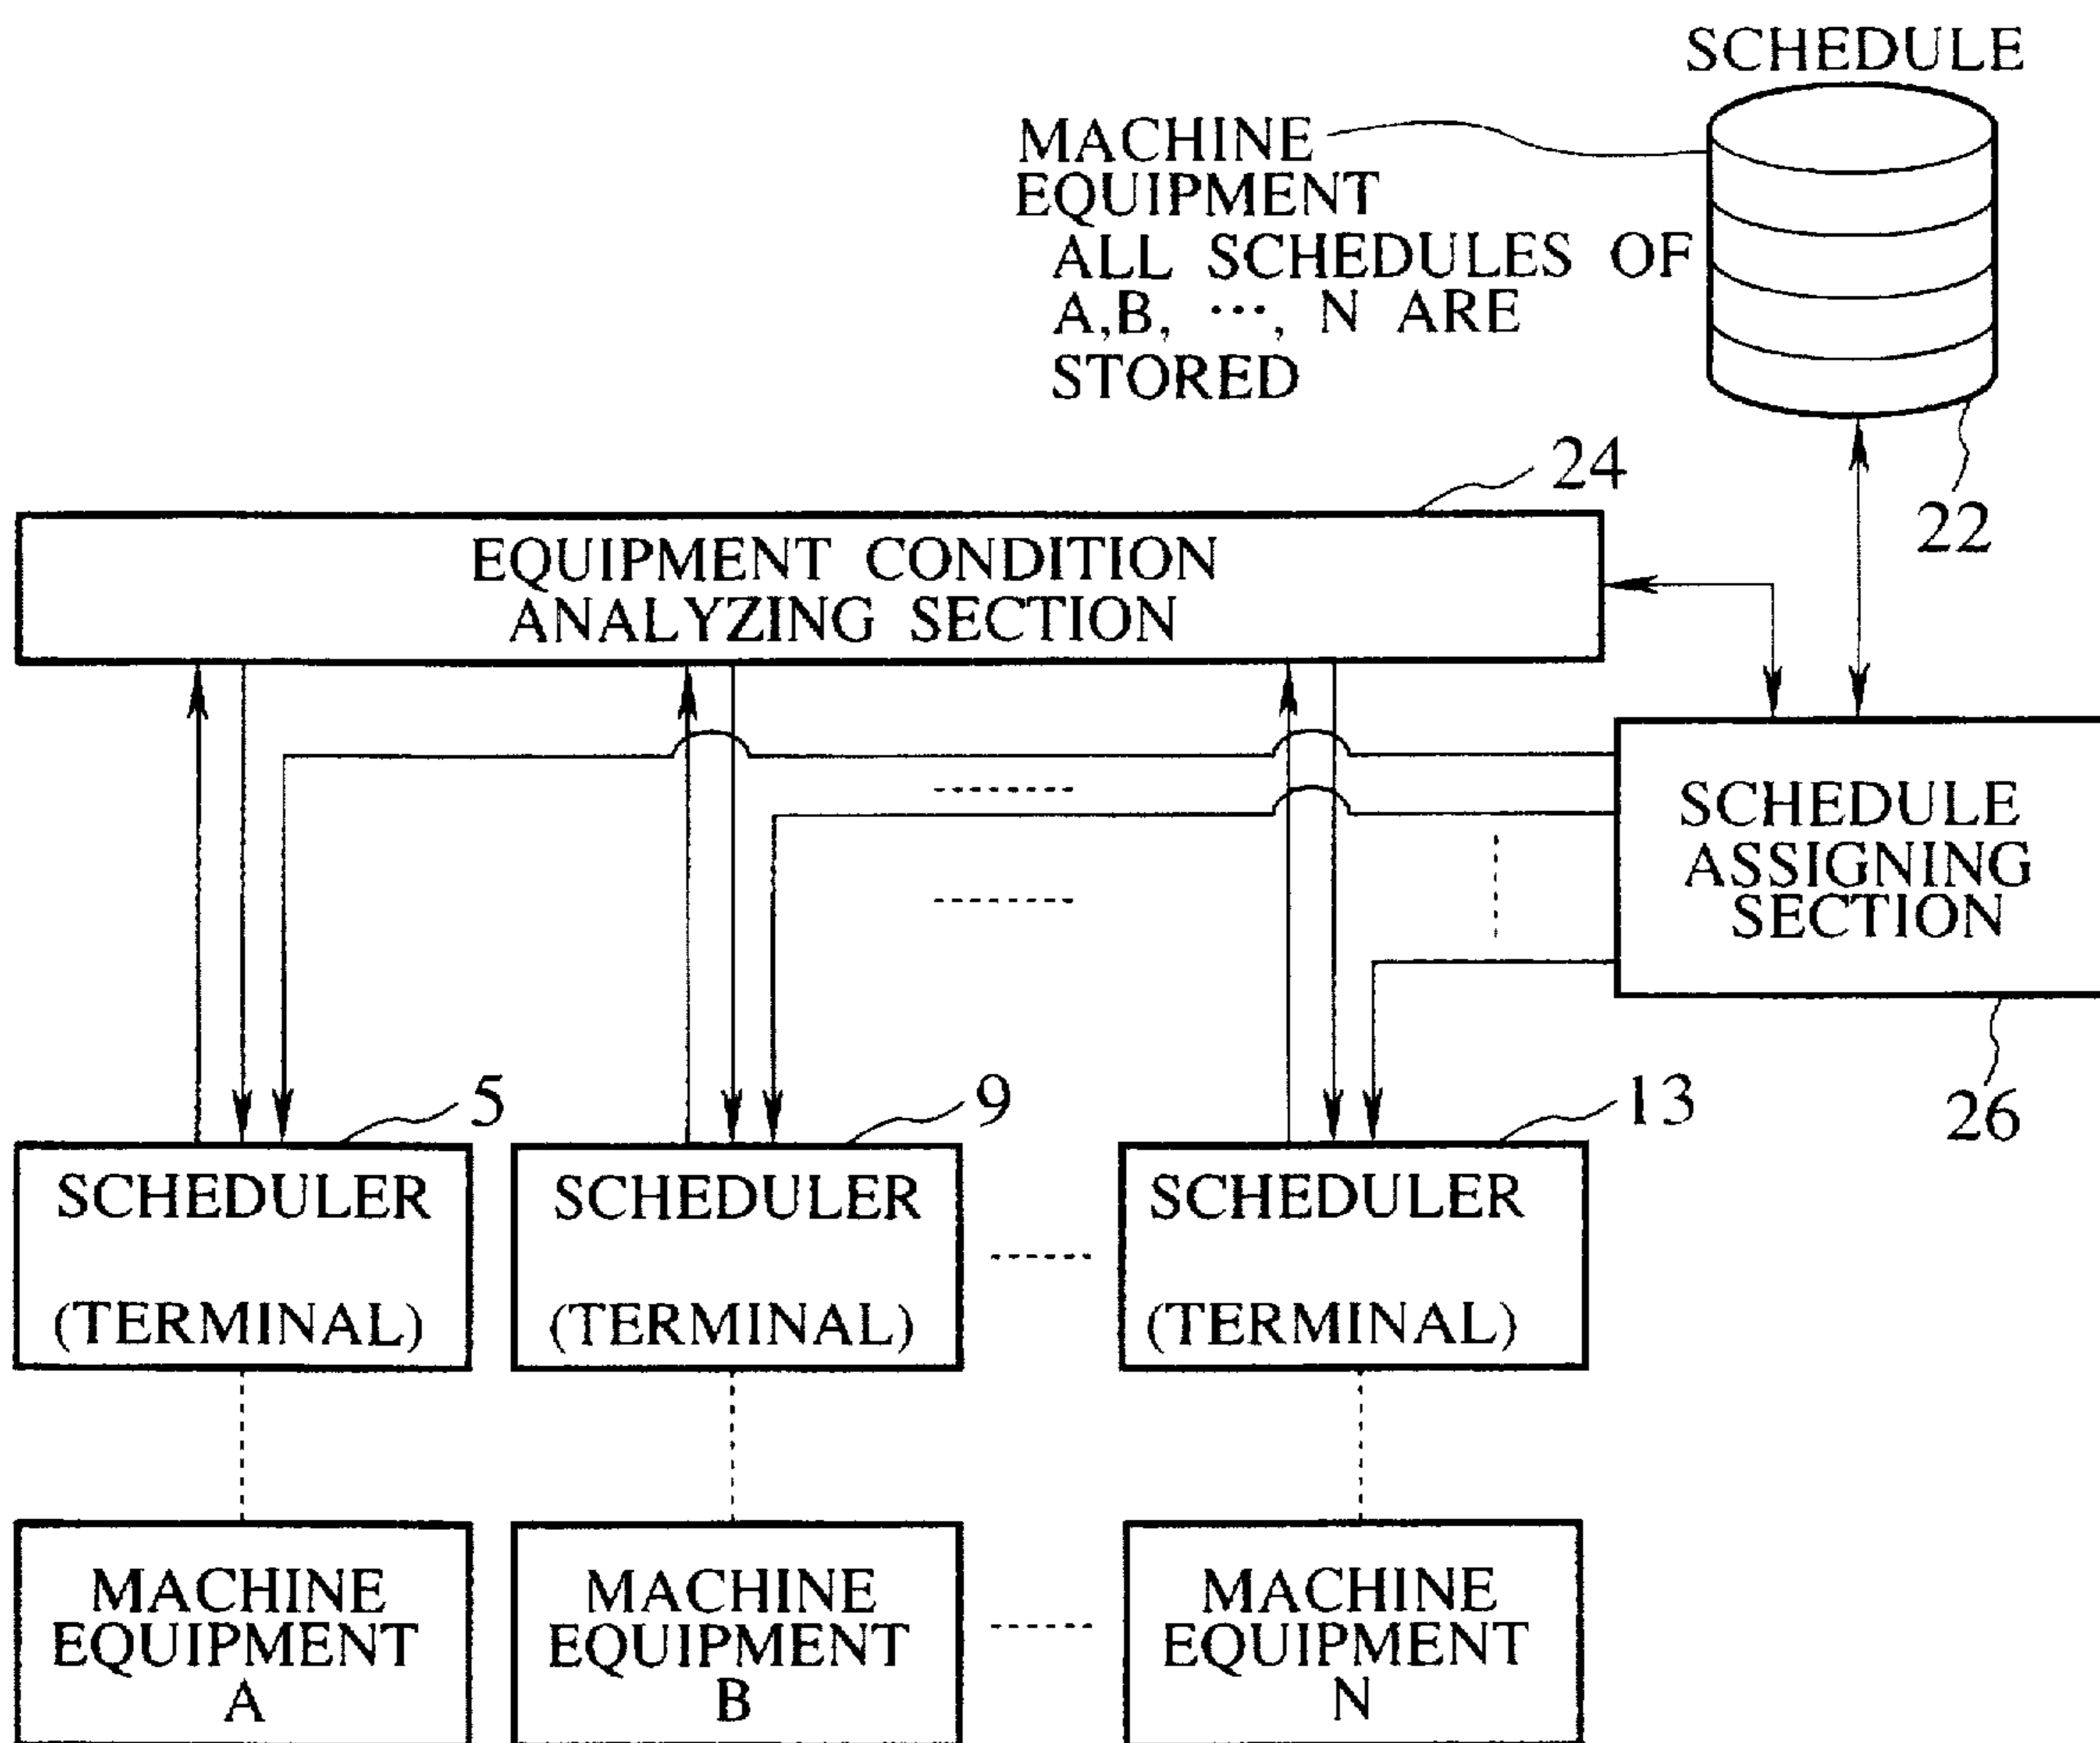 SCHEDULE
MACHINE
EQUIPMENT
ALL SCHEDULES OF
A,B, ···, N ARE
STORED
24
22
EQUIPMENT CONDITION
ANALYZING SECTION
SCHEDULE
ASSIGNING
SECTION
26
5
9
13
SCHEDULER
(TERMINAL)
SCHEDULER
(TERMINAL)
SCHEDULER
(TERMINAL)
MACHINE
EQUIPMENT
A
MACHINE
EQUIPMENT
B
MACHINE
EQUIPMENT
N